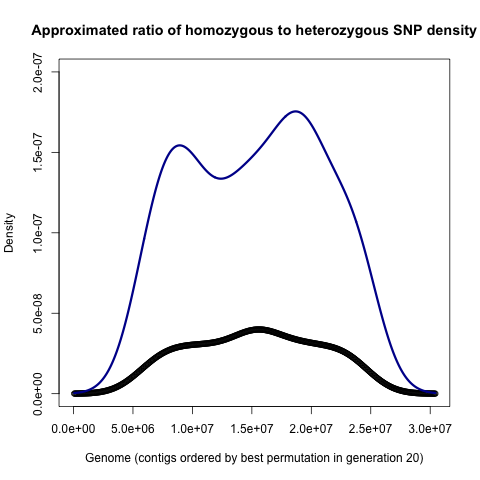 Approximated ratio of homozygous to heterozygous SNP density
2.0e-07
1.5e-07
1.0e-07
5.0e-08
0.0e+00
Density
0.0e+00 5.0e+06 1.0e+07 1.5e+07 2.0e+07 2.5e+07 3.0e+07
Genome (contigs ordered by best permutation in generation 20)